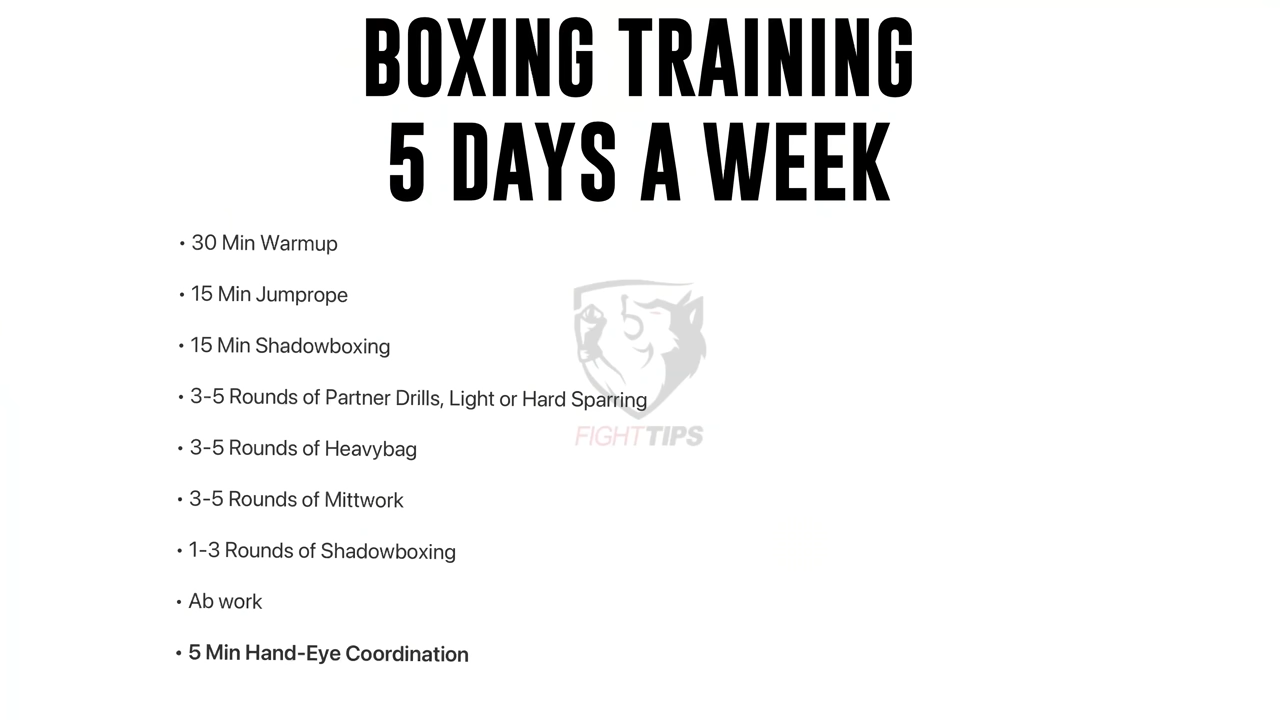 BOXING TRAINING
5 DAYS A WEEK
• 30 Min Warmup
• 15 Min Jumprope
• 15 Min Shadowboxing
• 3-5 Rounds of Partner Drills, Light or Hard Sparring
FIGHTTIPS
• 3-5 Rounds of Heavybag
• 3-5 Rounds of Mittwork
• 1-3 Rounds of Shadowboxing
• Ab work
• 5 Min Hand-Eye Coordination